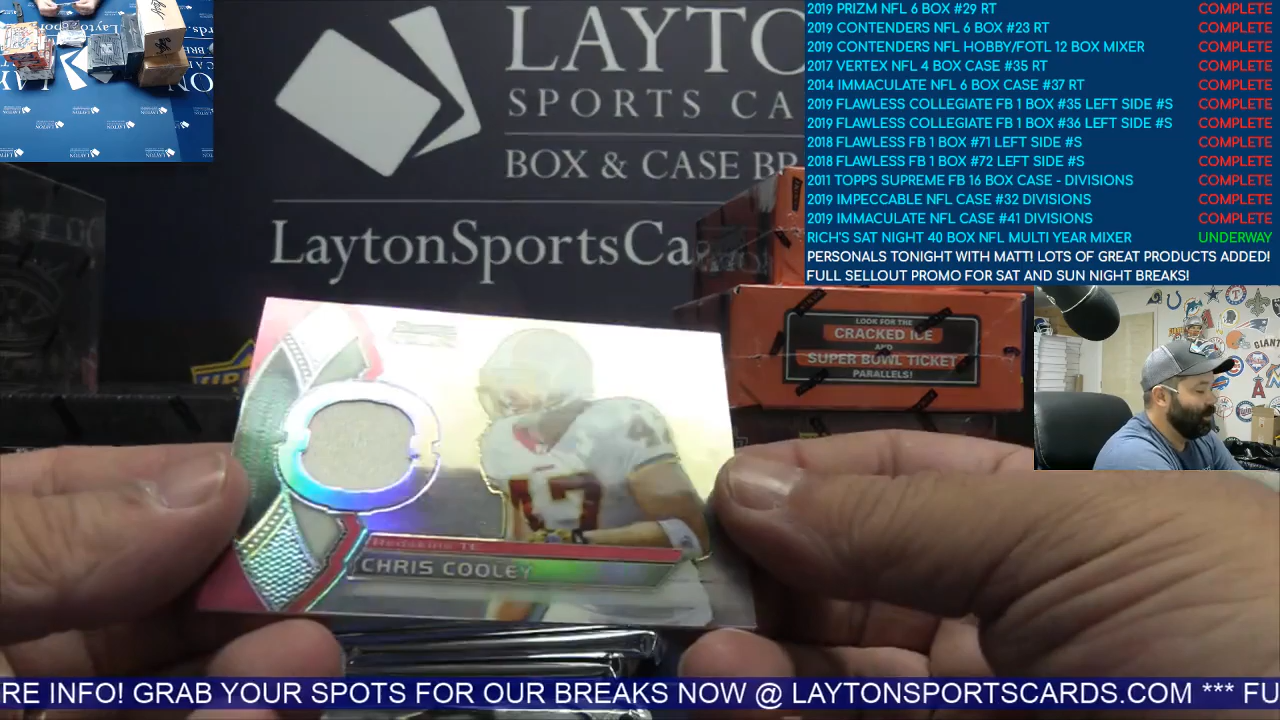 2019 PRIZM NFL 6 BOX #29 RT COMPLETE
2019 CONTENDERS NFL 6 BOX #23 RT COMPLETE
2019 CONTENDERS NFL HOBBY/FOTL 12 BOX MIXER COMPLETE
2017 VERTEX NFL 4 BOX CASE #35 RT COMPLETE
2014 IMMACULATE NFL 6 BOX CASE #37 RT COMPLETE
2019 FLAWLESS COLLEGIATE FB 1 BOX #35 LEFT SIDE #S COMPLETE
2019 FLAWLESS COLLEGIATE FB 1 BOX #36 LEFT SIDE #S COMPLETE
2018 FLAWLESS FB 1 BOX #71 LEFT SIDE #S COMPLETE
2018 FLAWLESS FB 1 BOX #72 LEFT SIDE #S COMPLETE
2011 TOPPS SUPREME FB 16 BOX CASE - DIVISIONS COMPLETE
2019 IMPECCABLE NFL CASE #32 DIVISIONS COMPLETE
2019 IMMACULATE NFL CASE #41 DIVISIONS COMPLETE
RICH'S SAT NIGHT 40 BOX NFL MULTI YEAR MIXER UNDERWAY
PERSONALS TONIGHT WITH MATT! LOTS OF GREAT PRODUCTS ADDED!
FULL SELLOUT PROMO FOR SAT AND SUN NIGHT BREAKS!
LAYTO
SPORTS CA
BOX & CASE BR
LaytonSportsCa
LOOK FOR THE
CRACKED ICE
AND
SUPER BOWL TICKET
PARALLELS!
47
Redskins TE
CHRIS COOLEY
RE INFO! GRAB YOUR SPOTS FOR OUR BREAKS NOW @ LAYTONSPORTSCARDS.COM *** FU